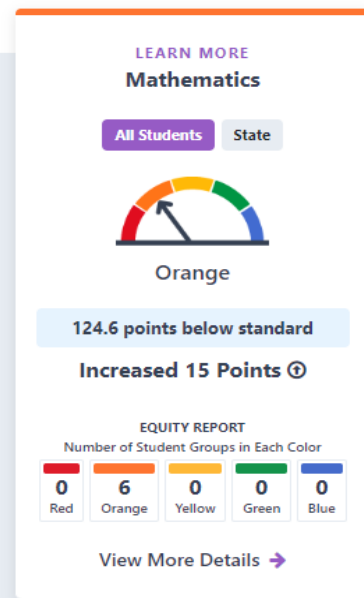 LEARN MORE
Mathematics
All Students State
Orange
124.6 points below standard
Increased 15 Points
EQUITY REPORT
Number of Student Groups in Each Color
0 6 0 0 0
Red Orange Yellow Green Blue
View More Details